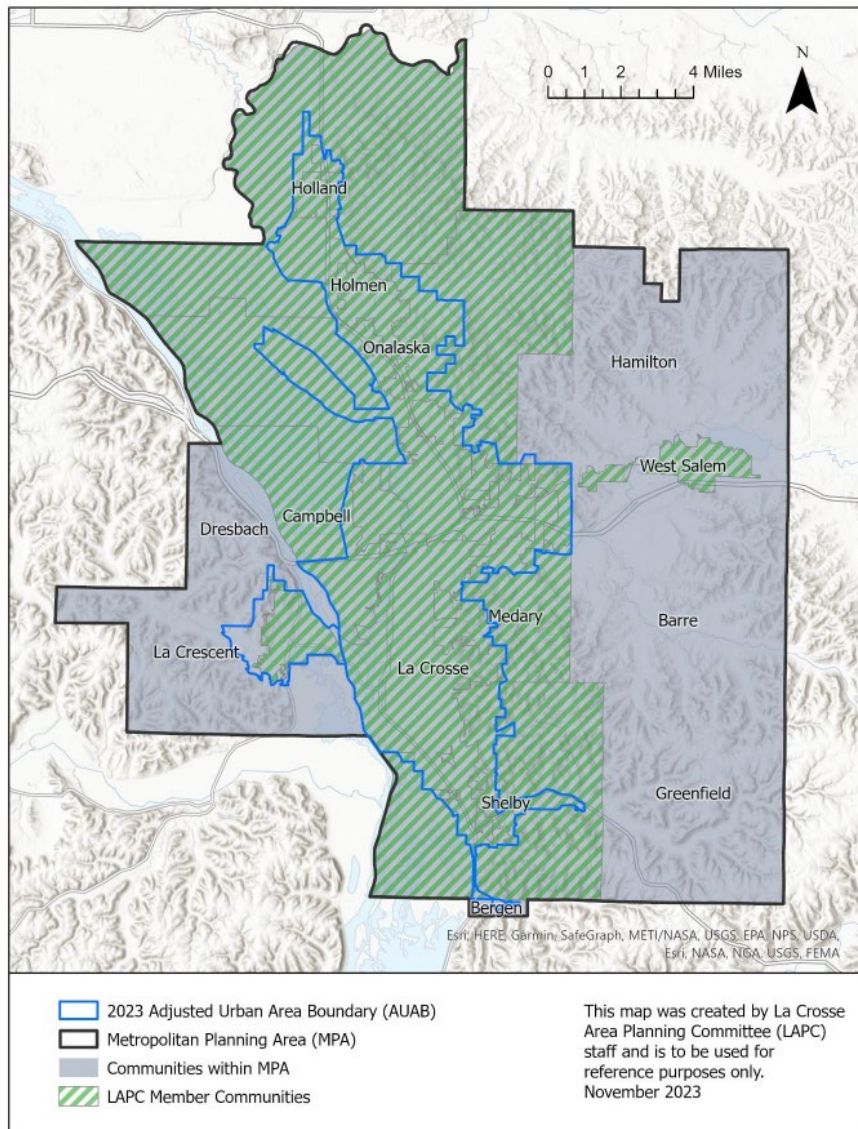 N
0 1 2 4 Miles
Holland
Holmen
Onalaska
Hamilton
West Salem
Campbell
Dresbach
Medary
Barre
La Crescent
La Crosse
Shelby
Greenfield
Bergen
Esri, HERE, Garmin, SafeGraph, METI/NASA, USGS, EPA, NPS, USDA,
Esri, NASA, NGA, USGS, FEMA
2023 Adjusted Urban Area Boundary (AUAB)
Metropolitan Planning Area (MPA)
Communities within MPA
LAPC Member Communities
This map was created by La Crosse
Area Planning Committee (LAPC)
staff and is to be used for
reference purposes only.
November 2023